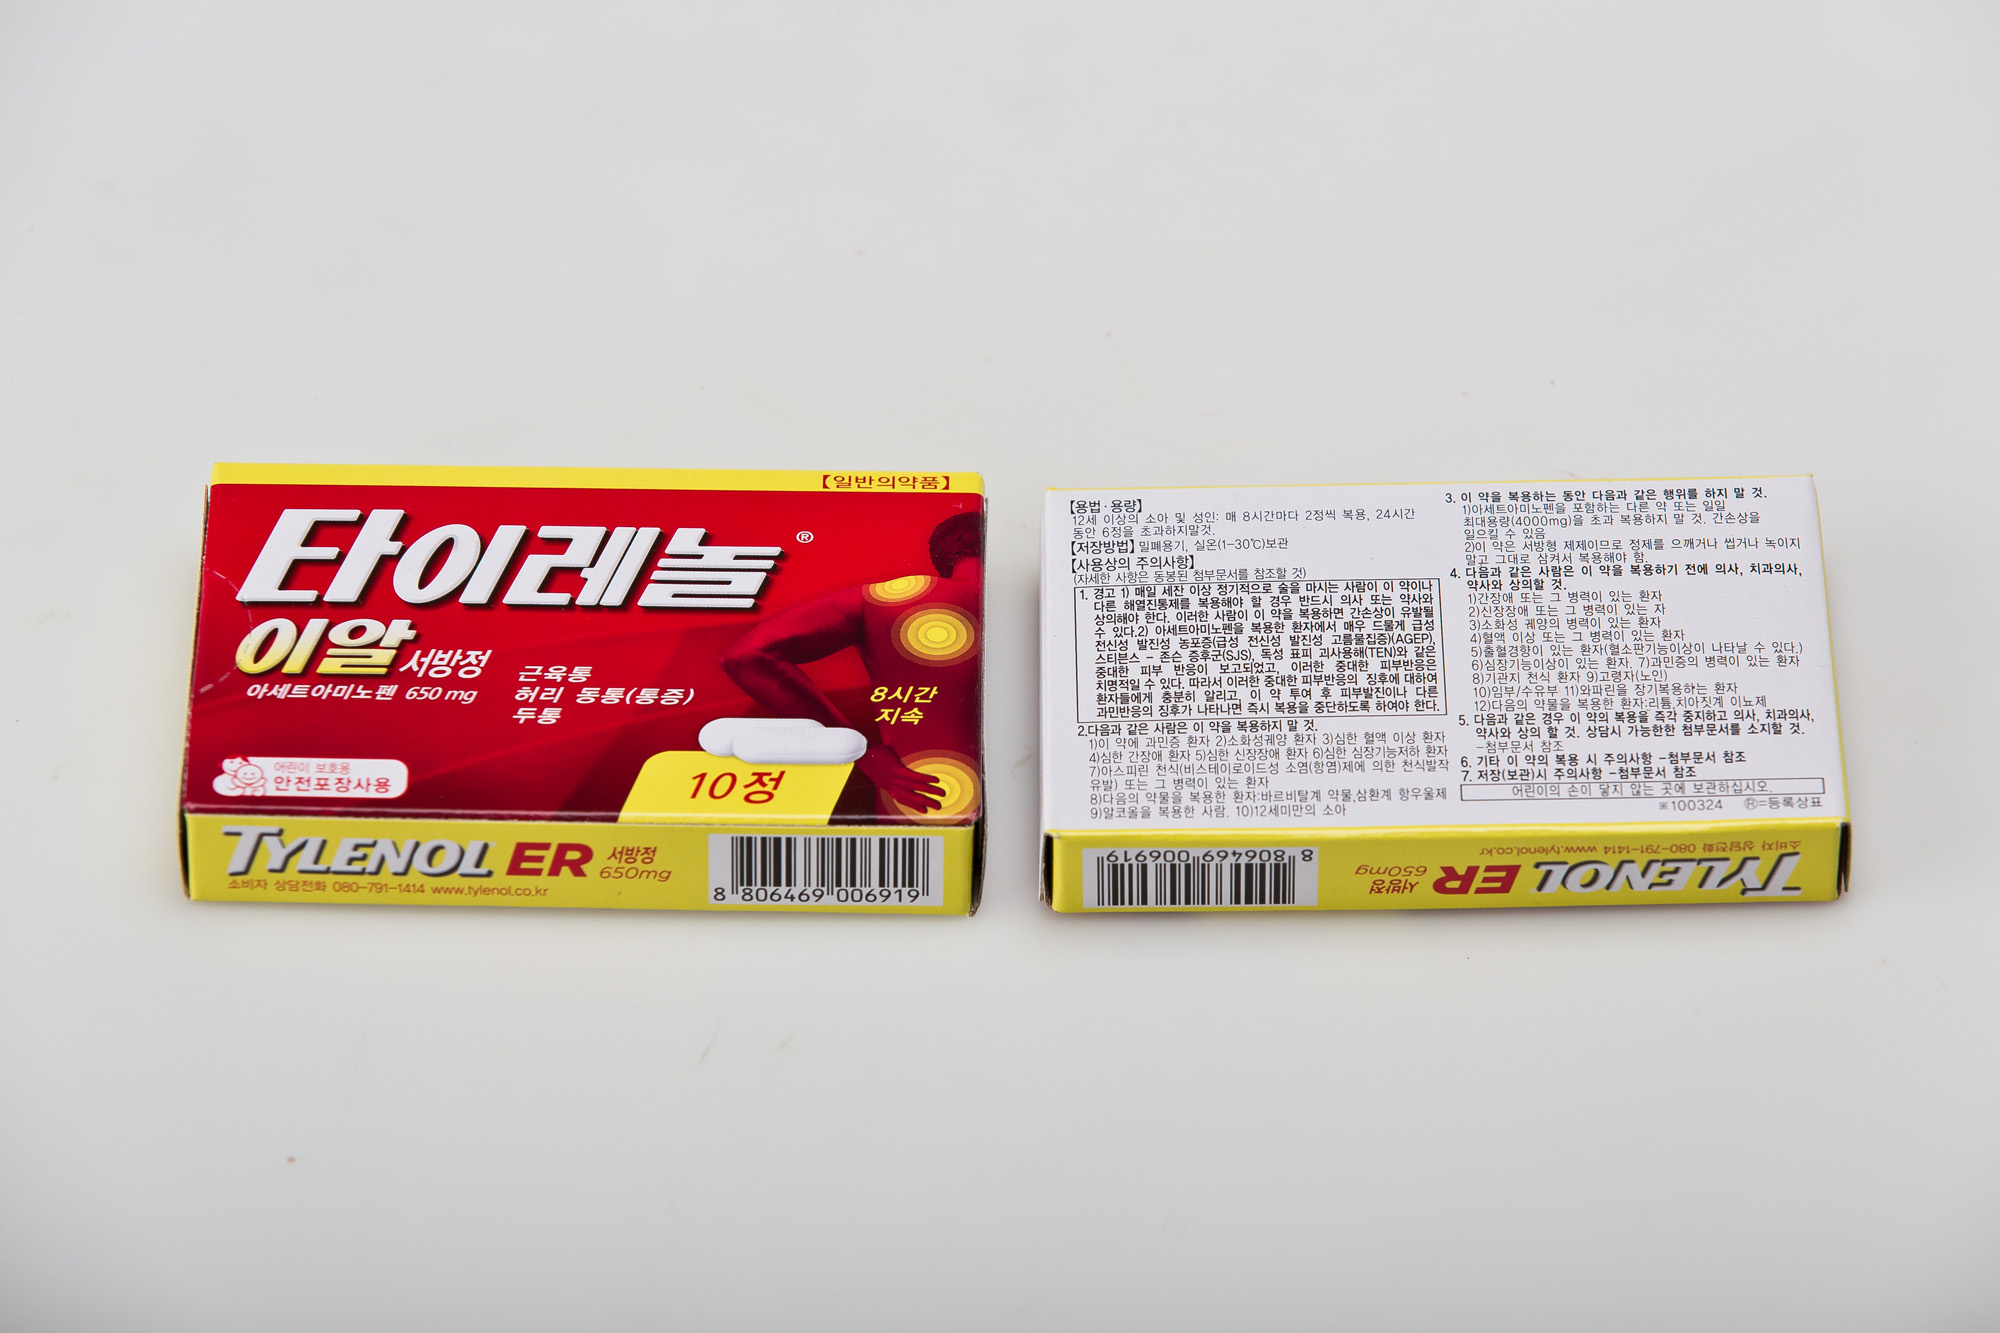 【일반의약품】
타이레놀®
이알 서방정
아세트아미노펜 650 mg
근육통
허리 동통(통증)
두통
8시간
지속
어린이 보호용
안전포장사용
10정
TYLENOL ER 서방정
650mg
소비자 상담전화 080-791-1414 www.tylenol.co.kr
8 806469 006919
【용법·용량】
12세 이상의 소아 및 성인: 매 8시간마다 2정씩 복용, 24시간
동안 6정을 초과하지말것.
【저장방법】밀폐용기, 실온(1-30℃)보관
【사용상의 주의사항】
(자세한 사항은 동봉된 첨부문서를 참조할 것)
1. 경고 1) 매일 세잔 이상 정기적으로 술을 마시는 사람이 이 약이나
다른 해열진통제를 복용해야 할 경우 반드시 의사 또는 약사와
상의해야 한다. 이러한 사람이 이 약을 복용하면 간손상이 유발될
수 있다.2) 아세트아미노펜을 복용한 환자에서 매우 드물게 급성
전신성 발진성 농포증(급성 전신성 발진성 고름물집증)(AGEP),
스티븐스 - 존슨 증후군(SJS), 독성 표피 괴사용해(TEN)와 같은
중대한 피부 반응이 보고되었고, 이러한 중대한 피부반응은
치명적일 수 있다. 따라서 이러한 중대한 피부반응의 징후에 대하여
환자들에게 충분히 알리고, 이 약 투여 후 피부발진이나 다른
과민반응의 징후가 나타나면 즉시 복용을 중단하도록 하여야 한다.
2.다음과 같은 사람은 이 약을 복용하지 말 것.
1)이 약에 과민증 환자 2)소화성궤양 환자 3)심한 혈액 이상 환자
4)심한 간장애 환자 5)심한 신장장애 환자 6)심한 심장기능저하 환자
7)아스피린 천식(비스테이로이드성 소염(항염)제에 의한 천식발작
유발) 또는 그 병력이 있는 환자
8)다음의 약물을 복용한 환자:바르비탈계 약물,삼환계 항우울제
9)알코올을 복용한 사람. 10)12세미만의 소아
3. 이 약을 복용하는 동안 다음과 같은 행위를 하지 말 것.
1)아세트아미노펜을 포함하는 다른 약 또는 일일
최대용량(4000mg)을 초과 복용하지 말 것. 간손상을
일으킬 수 있음
2)이 약은 서방형 제제이므로 정제를 으깨거나 씹거나 녹이지
말고 그대로 삼켜서 복용해야 함.
4. 다음과 같은 사람은 이 약을 복용하기 전에 의사, 치과의사,
약사와 상의할 것.
1)간장애 또는 그 병력이 있는 환자
2)신장장애 또는 그 병력이 있는 자
3)소화성 궤양의 병력이 있는 환자
4)혈액 이상 또는 그 병력이 있는 환자
5)출혈경향이 있는 환자(혈소판기능이상이 나타날 수 있다.)
6)심장기능이상이 있는 환자. 7)과민증의 병력이 있는 환자
8)기관지 천식 환자 9)고령자(노인)
10)임부/수유부 11)와파린을 장기복용하는 환자
12)다음의 약물을 복용한 환자:리튬,치아짓계 이뇨제
5. 다음과 같은 경우 이 약의 복용을 즉각 중지하고 의사, 치과의사,
약사와 상의 할 것. 상담시 가능한한 첨부문서를 소지할 것.
-첨부문서 참조
6. 기타 이 약의 복용 시 주의사항 -첨부문서 참조
7. 저장(보관)시 주의사항 -첨부문서 참조
어린이의 손이 닿지 않는 곳에 보관하십시오.
※100324 Ⓡ=등록상표
TYLENOL ER 서방정
650mg
소비자 상담전화 080-791-1414 www.tylenol.co.kr
8 806469 006919